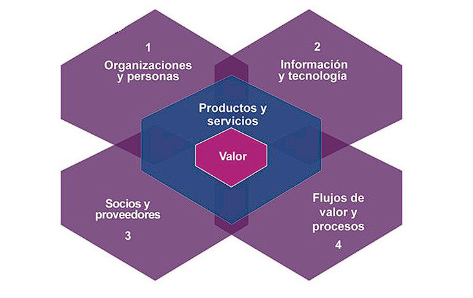 1
Organizaciones
y personas
2
Información
y tecnología
Productos y
servicios
Valor
Socios y
proveedores
3
Flujos de
valor y
procesos
4